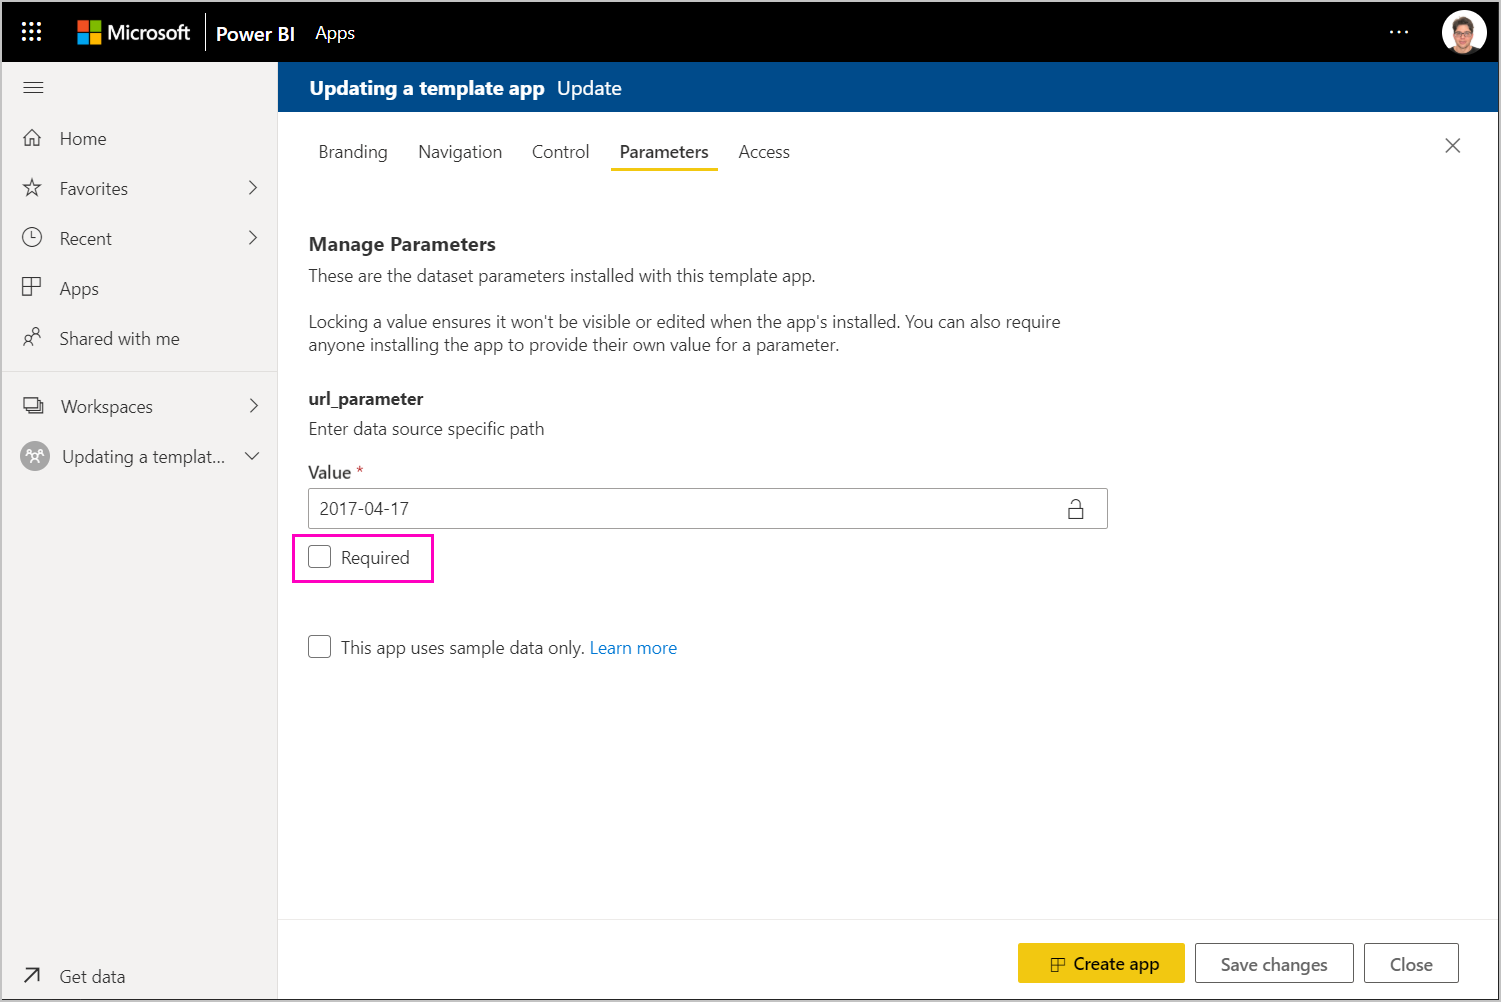 Microsoft Power BI Apps ...
Updating a template app Update
Home
Favorites
Recent
Apps
Shared with me
Workspaces
Updating a templat...
Get data
Branding Navigation Control Parameters Access
Manage Parameters
These are the dataset parameters installed with this template app.
Locking a value ensures it won't be visible or edited when the app's installed. You can also require
anyone installing the app to provide their own value for a parameter.
url_parameter
Enter data source specific path
Value *
2017-04-17
Required
This app uses sample data only. Learn more
Create app Save changes Close